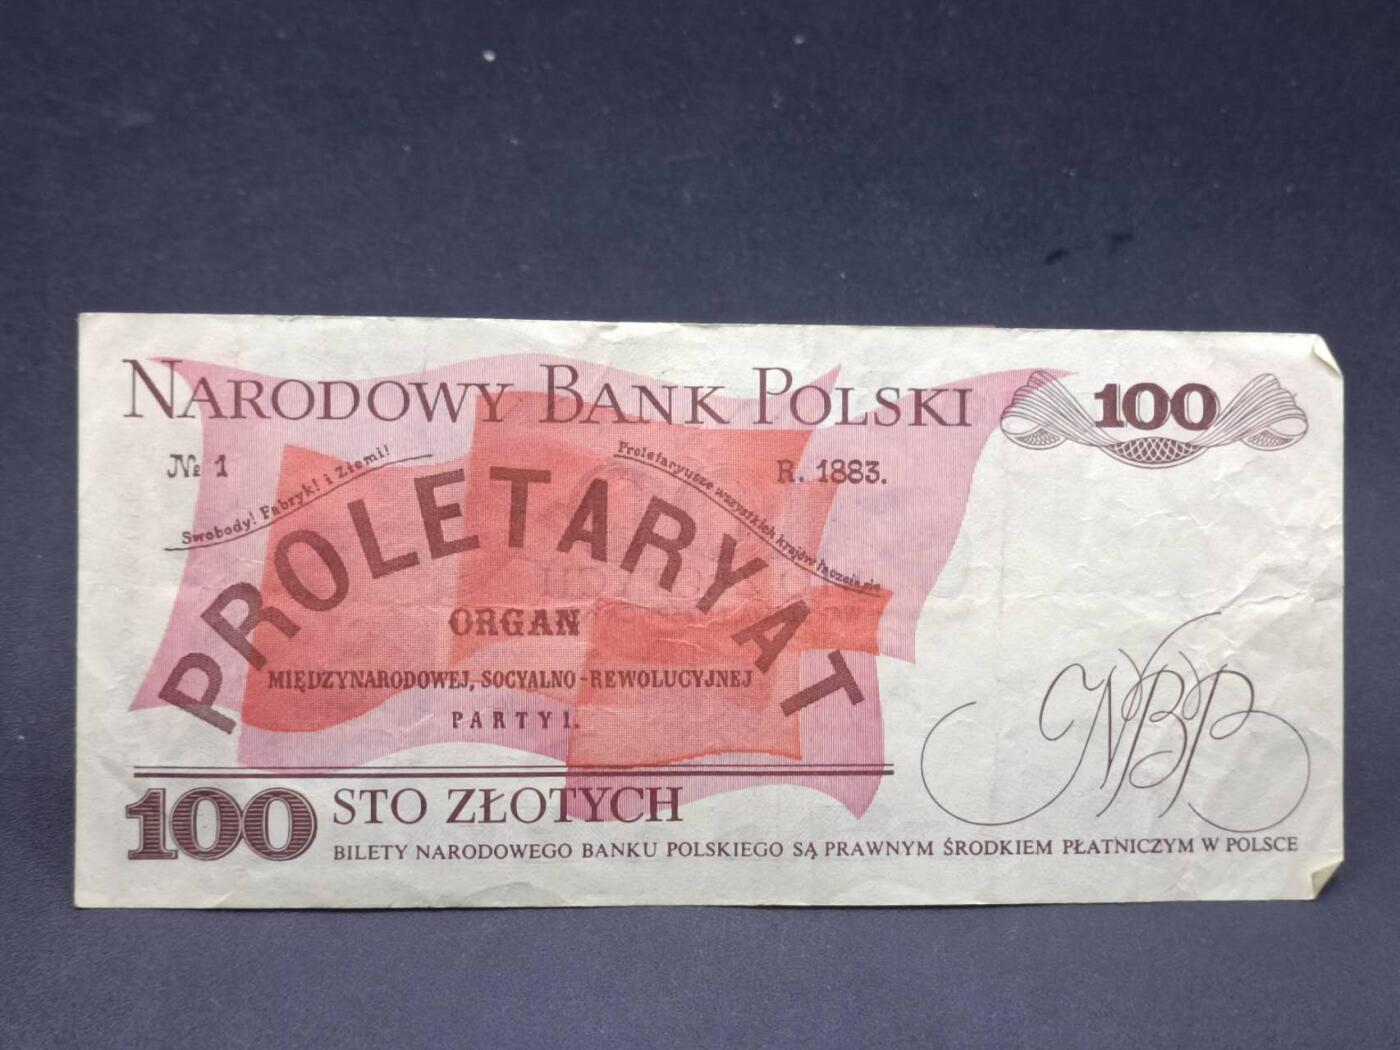 NARODOWY BANK POLSKI
100
№ 1
R. 1883.
Swobody! Fabryk! i Ziemi!
Proletaryusze wszystkich krajów łączcie się
PROLETARYAT
ORGAN
MIĘDZYNARODOWEJ, SOCYALNO-REWOLUCYJNEJ
PARTYI.
NBP
100 STO ZŁOTYCH
BILETY NARODOWEGO BANKU POLSKIEGO SĄ PRAWNYM ŚRODKIEM PŁATNICZYM W POLSCE